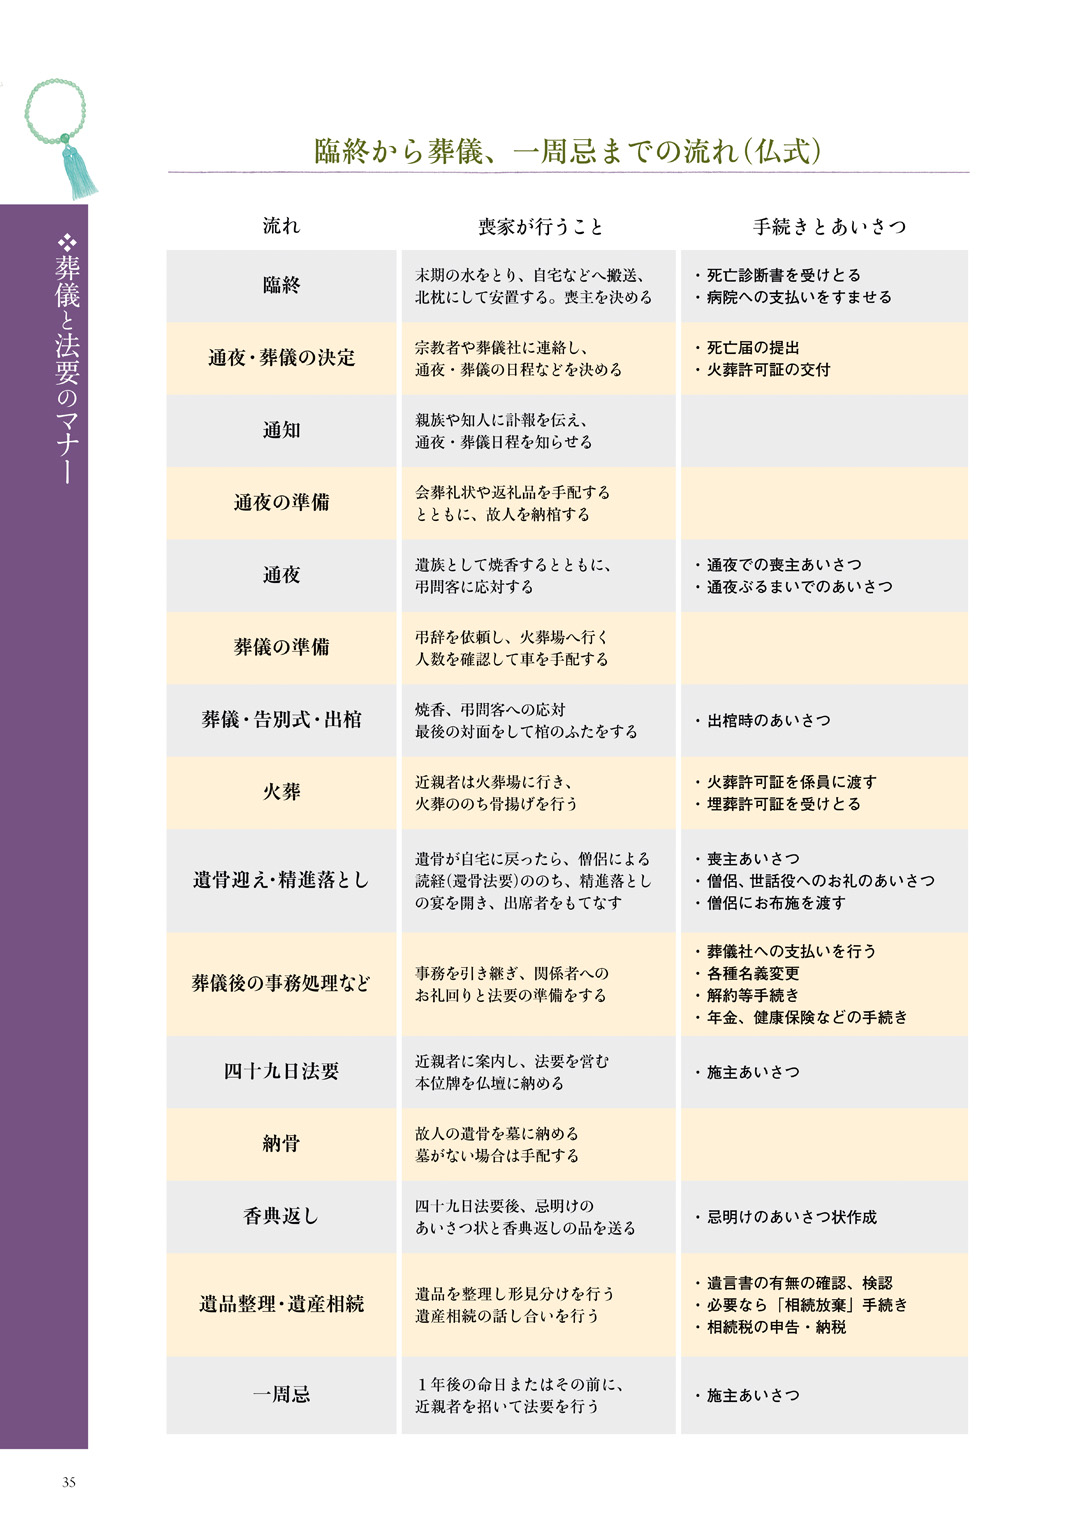 臨終から葬儀、一周忌までの流れ(仏式)
❖葬儀と法要のマナー
流れ
喪家が行うこと
手続きとあいさつ
臨終
末期の水をとり、自宅などへ搬送、
北枕にして安置する。喪主を決める
・死亡診断書を受けとる
・病院への支払いをすませる
通夜・葬儀の決定
宗教者や葬儀社に連絡し、
通夜・葬儀の日程などを決める
・死亡届の提出
・火葬許可証の交付
通知
親族や知人に訃報を伝え、
通夜・葬儀日程を知らせる
通夜の準備
会葬礼状や返礼品を手配する
とともに、故人を納棺する
通夜
遺族として焼香するとともに、
弔問客に応対する
・通夜での喪主あいさつ
・通夜ぶるまいでのあいさつ
葬儀の準備
弔辞を依頼し、火葬場へ行く
人数を確認して車を手配する
葬儀・告別式・出棺
焼香、弔問客への応対
最後の対面をして棺のふたをする
・出棺時のあいさつ
火葬
近親者は火葬場に行き、
火葬ののち骨揚げを行う
・火葬許可証を係員に渡す
・埋葬許可証を受けとる
遺骨迎え・精進落とし
遺骨が自宅に戻ったら、僧侶による
読経(還骨法要)ののち、精進落とし
の宴を開き、出席者をもてなす
・喪主あいさつ
・僧侶、世話役へのお礼のあいさつ
・僧侶にお布施を渡す
葬儀後の事務処理など
事務を引き継ぎ、関係者への
お礼回りと法要の準備をする
・葬儀社への支払いを行う
・各種名義変更
・解約等手続き
・年金、健康保険などの手続き
四十九日法要
近親者に案内し、法要を営む
本位牌を仏壇に納める
・施主あいさつ
納骨
故人の遺骨を墓に納める
墓がない場合は手配する
香典返し
四十九日法要後、忌明けの
あいさつ状と香典返しの品を送る
・忌明けのあいさつ状作成
遺品整理・遺産相続
遺品を整理し形見分けを行う
遺産相続の話し合いを行う
・遺言書の有無の確認、検認
・必要なら「相続放棄」手続き
・相続税の申告・納税
一周忌
1年後の命日またはその前に、
近親者を招いて法要を行う
・施主あいさつ
35